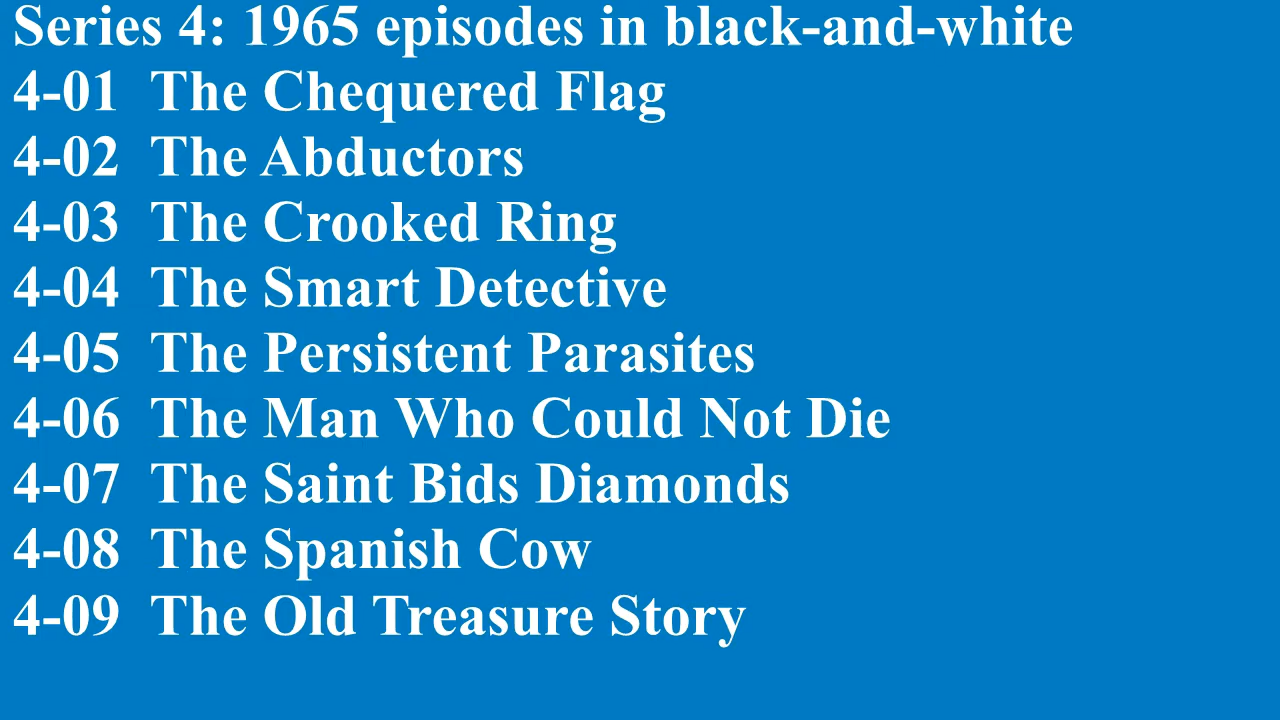 Series 4: 1965 episodes in black-and-white
4-01 The Chequered Flag
4-02 The Abductors
4-03 The Crooked Ring
4-04 The Smart Detective
4-05 The Persistent Parasites
4-06 The Man Who Could Not Die
4-07 The Saint Bids Diamonds
4-08 The Spanish Cow
4-09 The Old Treasure Story